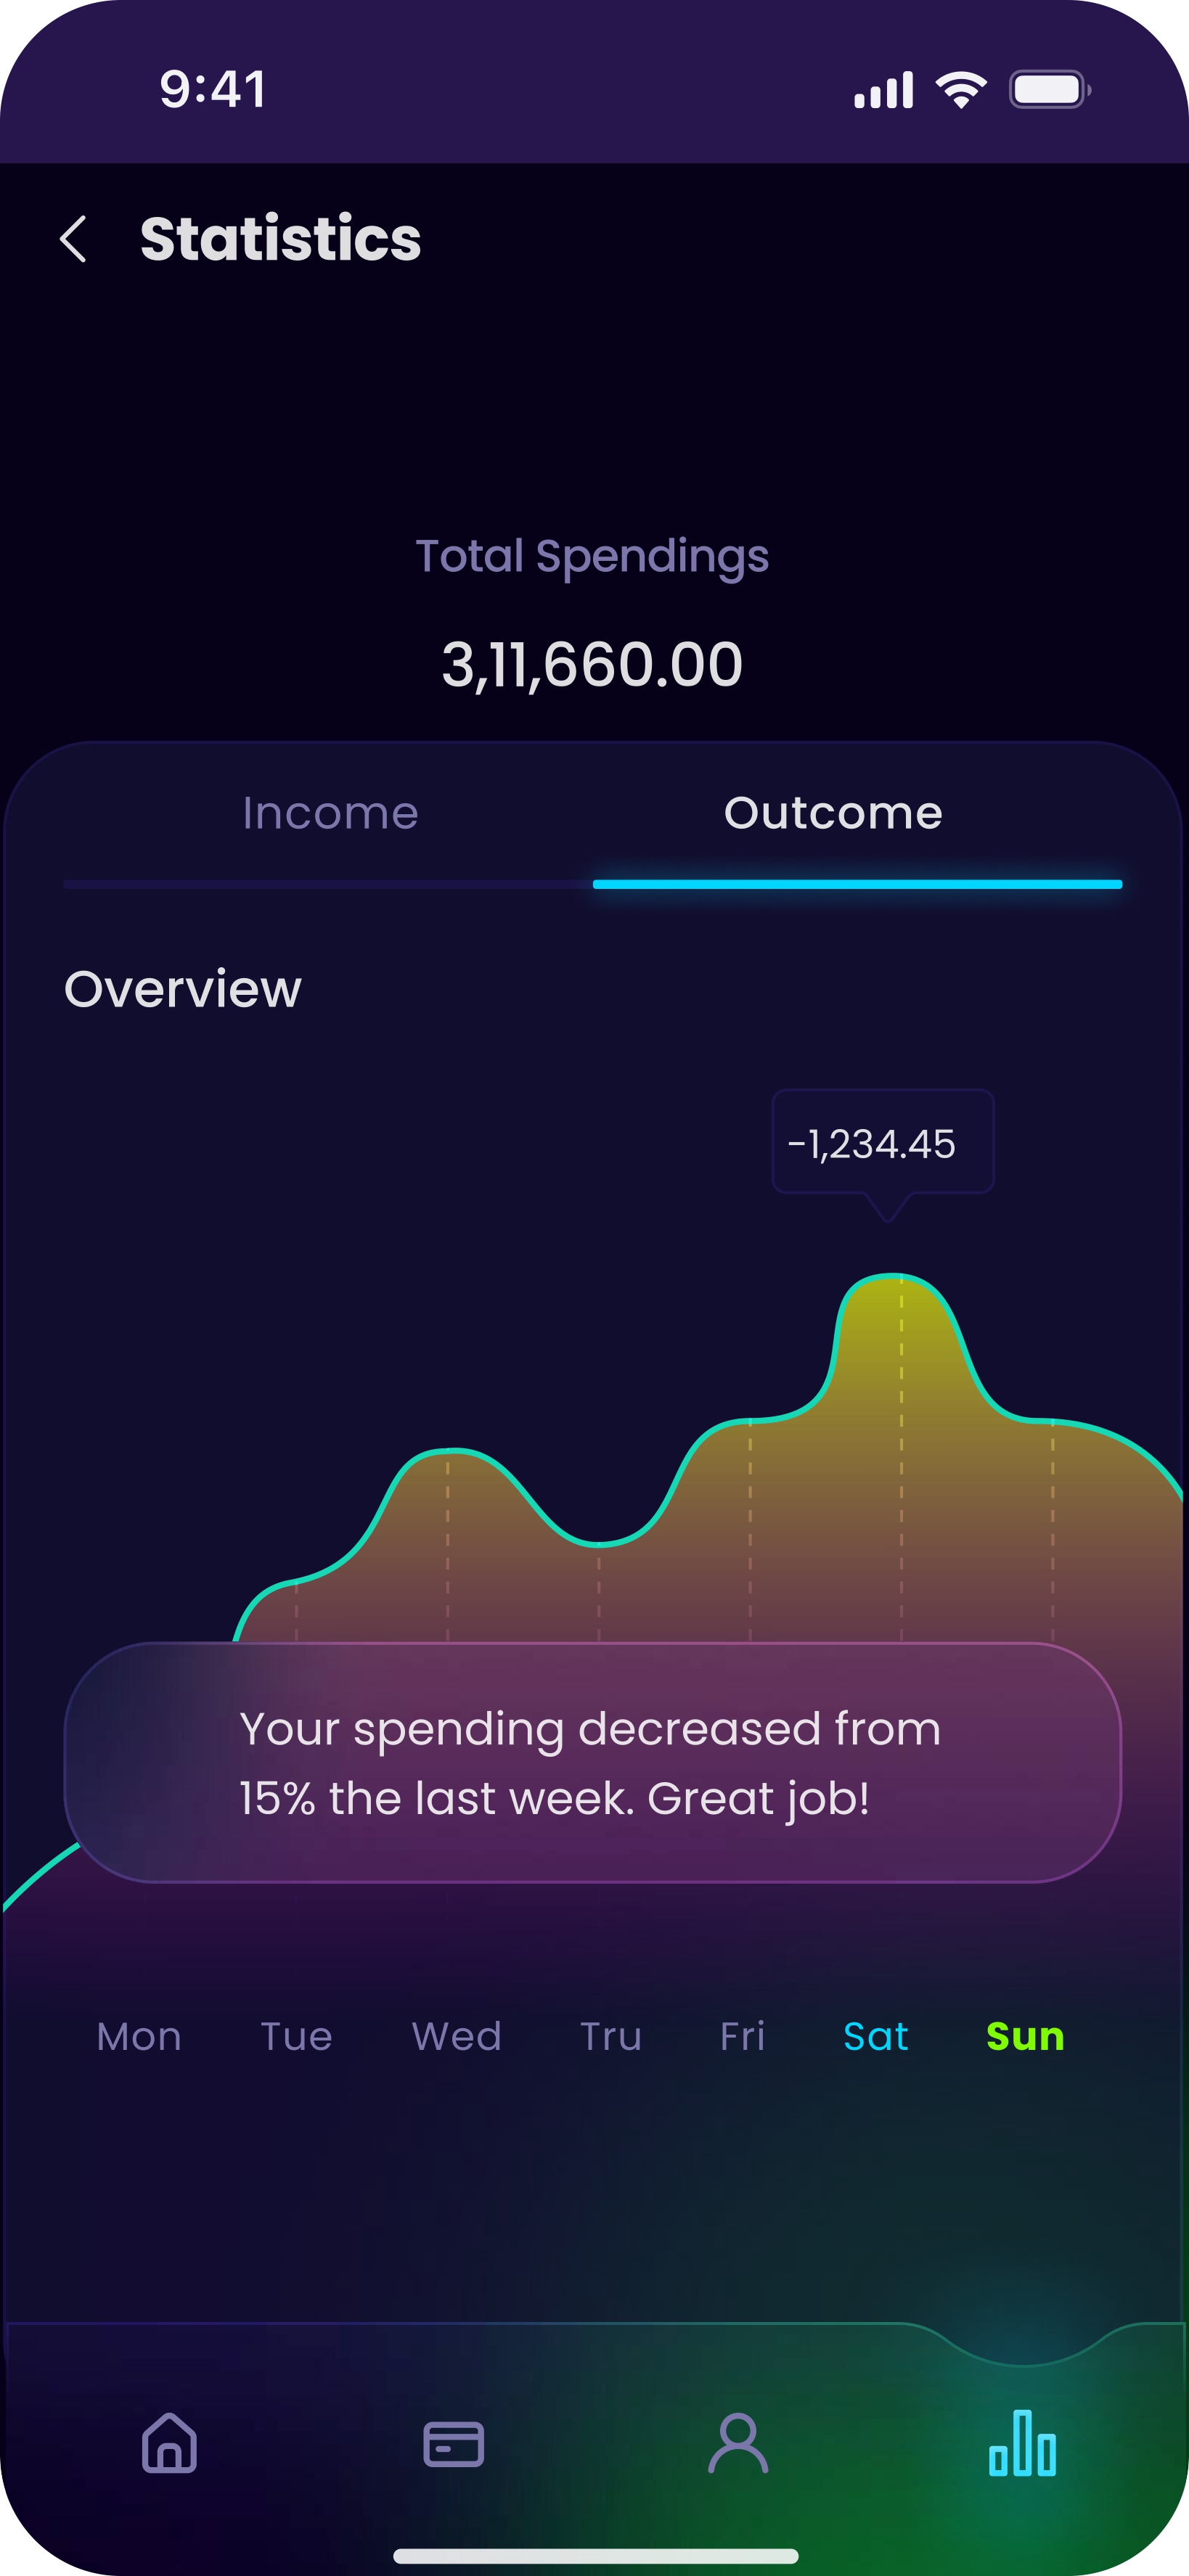 9:41
Statistics
Total Spendings
3,11,660.00
Income Outcome
Overview
-1,234.45
Your spending decreased from
15% the last week. Great job!
Mon Tue Wed Tru Fri Sat Sun